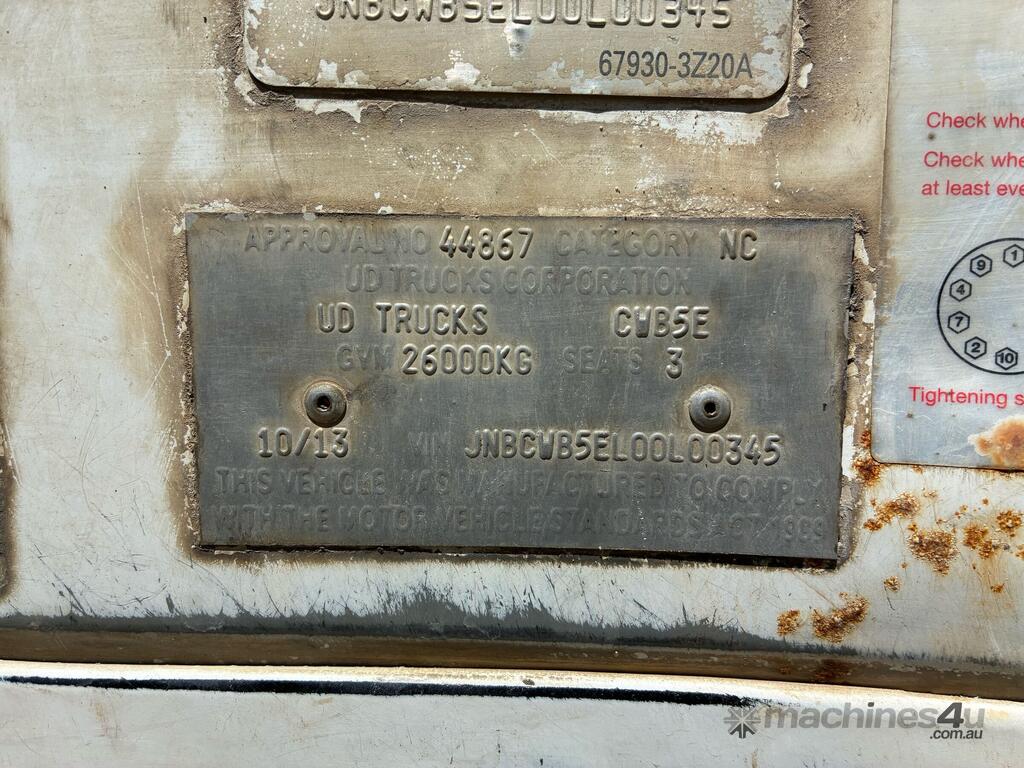 JNBCWB5EL00L00345
67930-3Z20A
APPROVAL NO 44867 CATEGORY NC
UD TRUCKS CORPORATION
UD TRUCKS CWB5E
GVM 26000KG SEATS 3
10/13 VIN JNBCWB5EL00L00345
THIS VEHICLE WAS MANUFACTURED TO COMPLY
WITH THE MOTOR VEHICLE STANDARDS ACT 1989
Check whe
Check whe
at least eve
9 1
4
7
2 10
Tightening s
machines4u
.com.au